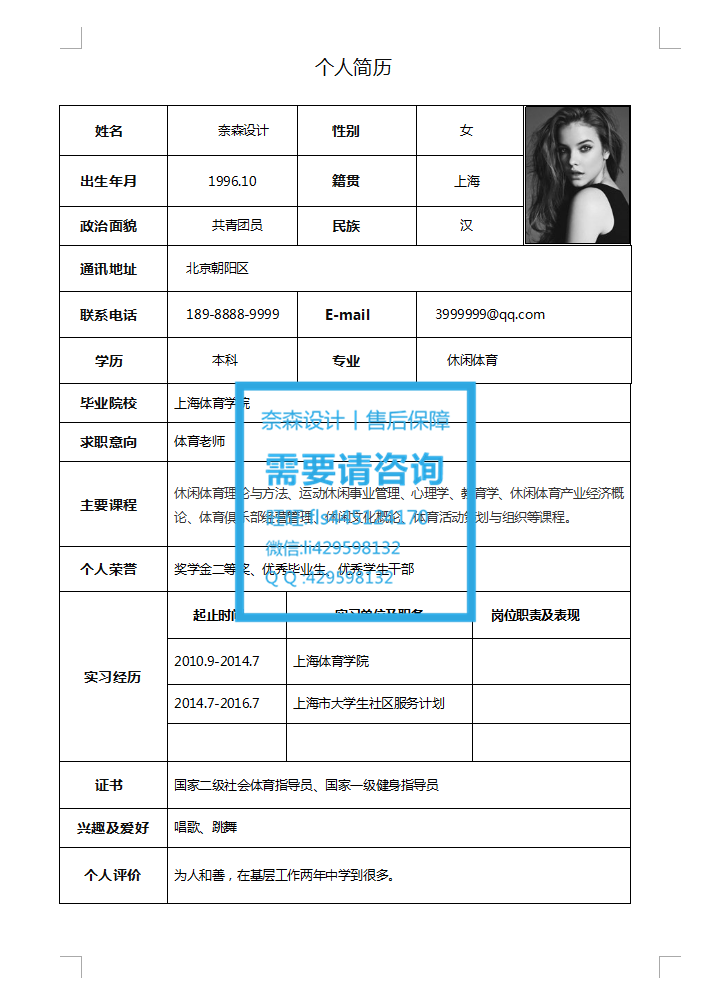 个人简历
姓名 奈森设计 性别 女
出生年月 1996.10 籍贯 上海
政治面貌 共青团员 民族 汉
通讯地址 北京朝阳区
联系电话 189-8888-9999 E-mail 3999999@qq.com
学历 本科 专业 休闲体育
毕业院校 上海体育学院
奈森设计丨售后保障
求职意向 体育老师
需要请咨询
主要课程 休闲体育理论与方法、运动休闲事业管理、心理学、教育学、休闲体育产业经济概
论、体育俱乐部经营管理、休闲文化概论、体育活动策划与组织等课程。
微信:li429598132
个人荣誉 奖学金二等奖、优秀毕业生、优秀学生干部
Q Q :429598132
起止时间 实习单位及职务 岗位职责及表现
实习经历
2010.9-2014.7 上海体育学院
2014.7-2016.7 上海市大学生社区服务计划
证书 国家二级社会体育指导员、国家一级健身指导员
兴趣及爱好 唱歌、跳舞
个人评价 为人和善，在基层工作两年中学到很多。